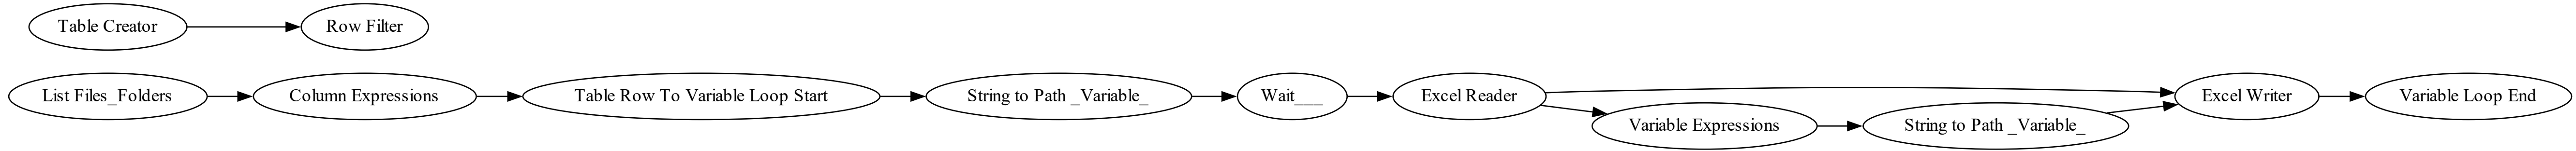 Table Creator
Row Filter
List Files_Folders
Column Expressions
Table Row To Variable Loop Start
String to Path _Variable_
Wait___
Excel Reader
Variable Expressions
String to Path _Variable_
Excel Writer
Variable Loop End